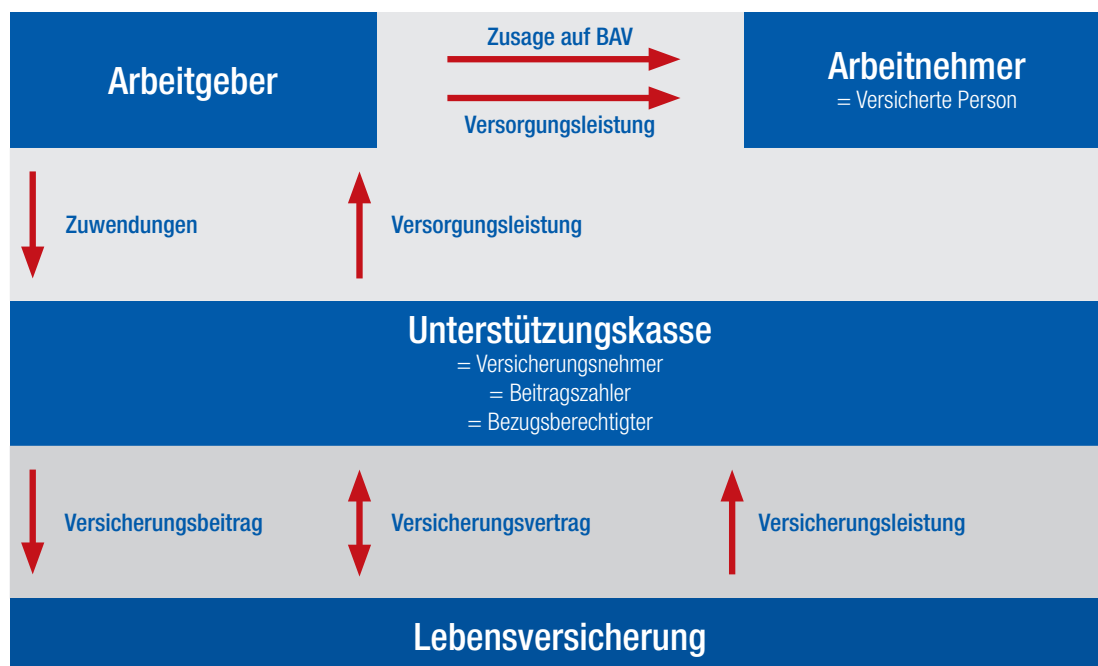 Arbeitgeber
Zusage auf BAV
Versorgungsleistung
Arbeitnehmer
= Versicherte Person
Zuwendungen
Versorgungsleistung
Unterstützungskasse
= Versicherungsnehmer
= Beitragszahler
= Bezugsberechtigter
Versicherungsbeitrag
Versicherungsvertrag
Versicherungsleistung
Lebensversicherung